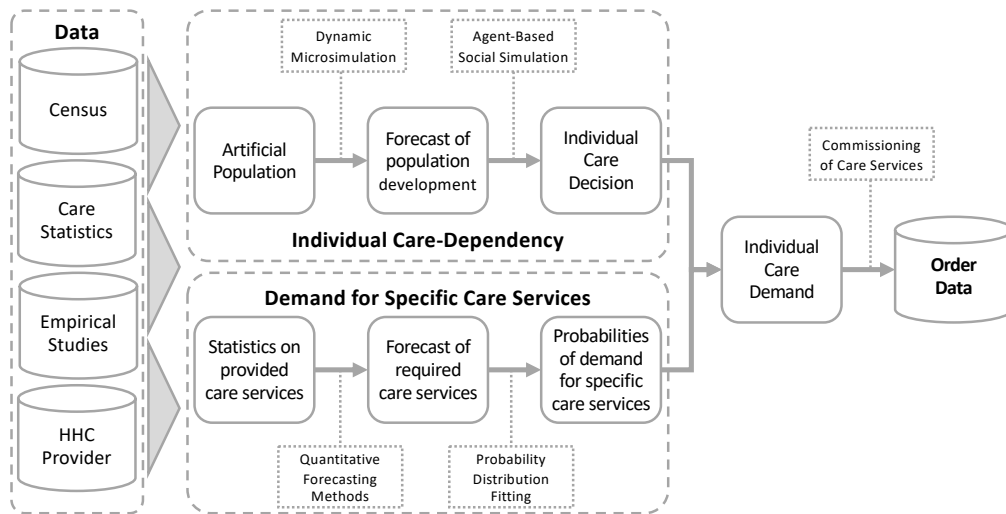 Data
Census
Care
Statistics
Empirical
Studies
HHC
Provider
Dynamic
Microsimulation
Agent-Based
Social Simulation
Artificial
Population
Forecast of
population
development
Individual
Care
Decision
Individual Care-Dependency
Demand for Specific Care Services
Statistics on
provided
care services
Forecast of
required
care services
Probabilities
of demand
for specific
care services
Quantitative
Forecasting
Methods
Probability
Distribution
Fitting
Commissioning
of Care Services
Individual
Care
Demand
Order
Data